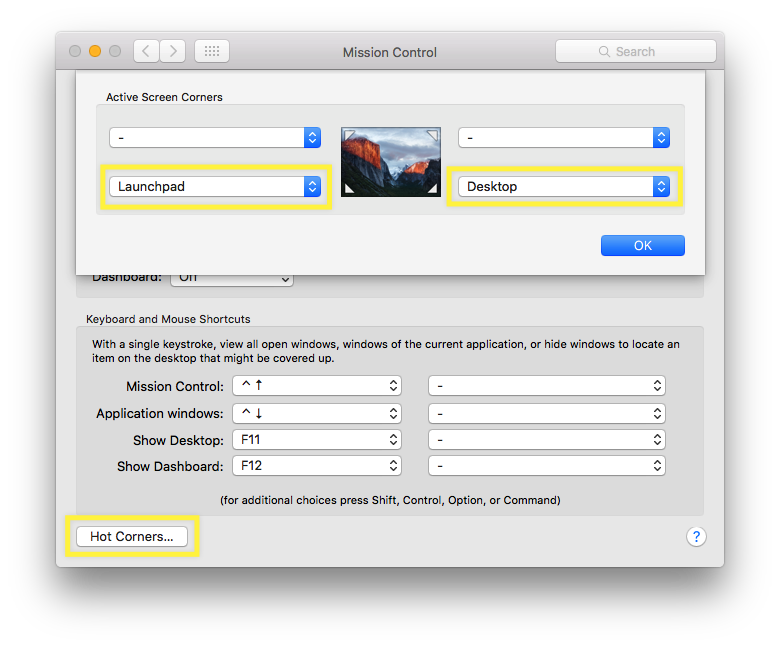 Mission Control
Search
Active Screen Corners
-
-
Launchpad
Desktop
OK
Dashboard: Off
Keyboard and Mouse Shortcuts
With a single keystroke, view all open windows, windows of the current application, or hide windows to locate an
item on the desktop that might be covered up.
Mission Control: ^ ↑ -
Application windows: ^ ↓ -
Show Desktop: F11 -
Show Dashboard: F12 -
(for additional choices press Shift, Control, Option, or Command)
Hot Corners...
?